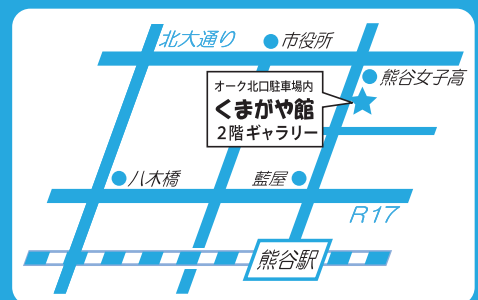 北大通り
市役所
熊谷女子高
オーク北口駐車場内
くまがや館
2階ギャラリー
八木橋
藍屋
R17
熊谷駅